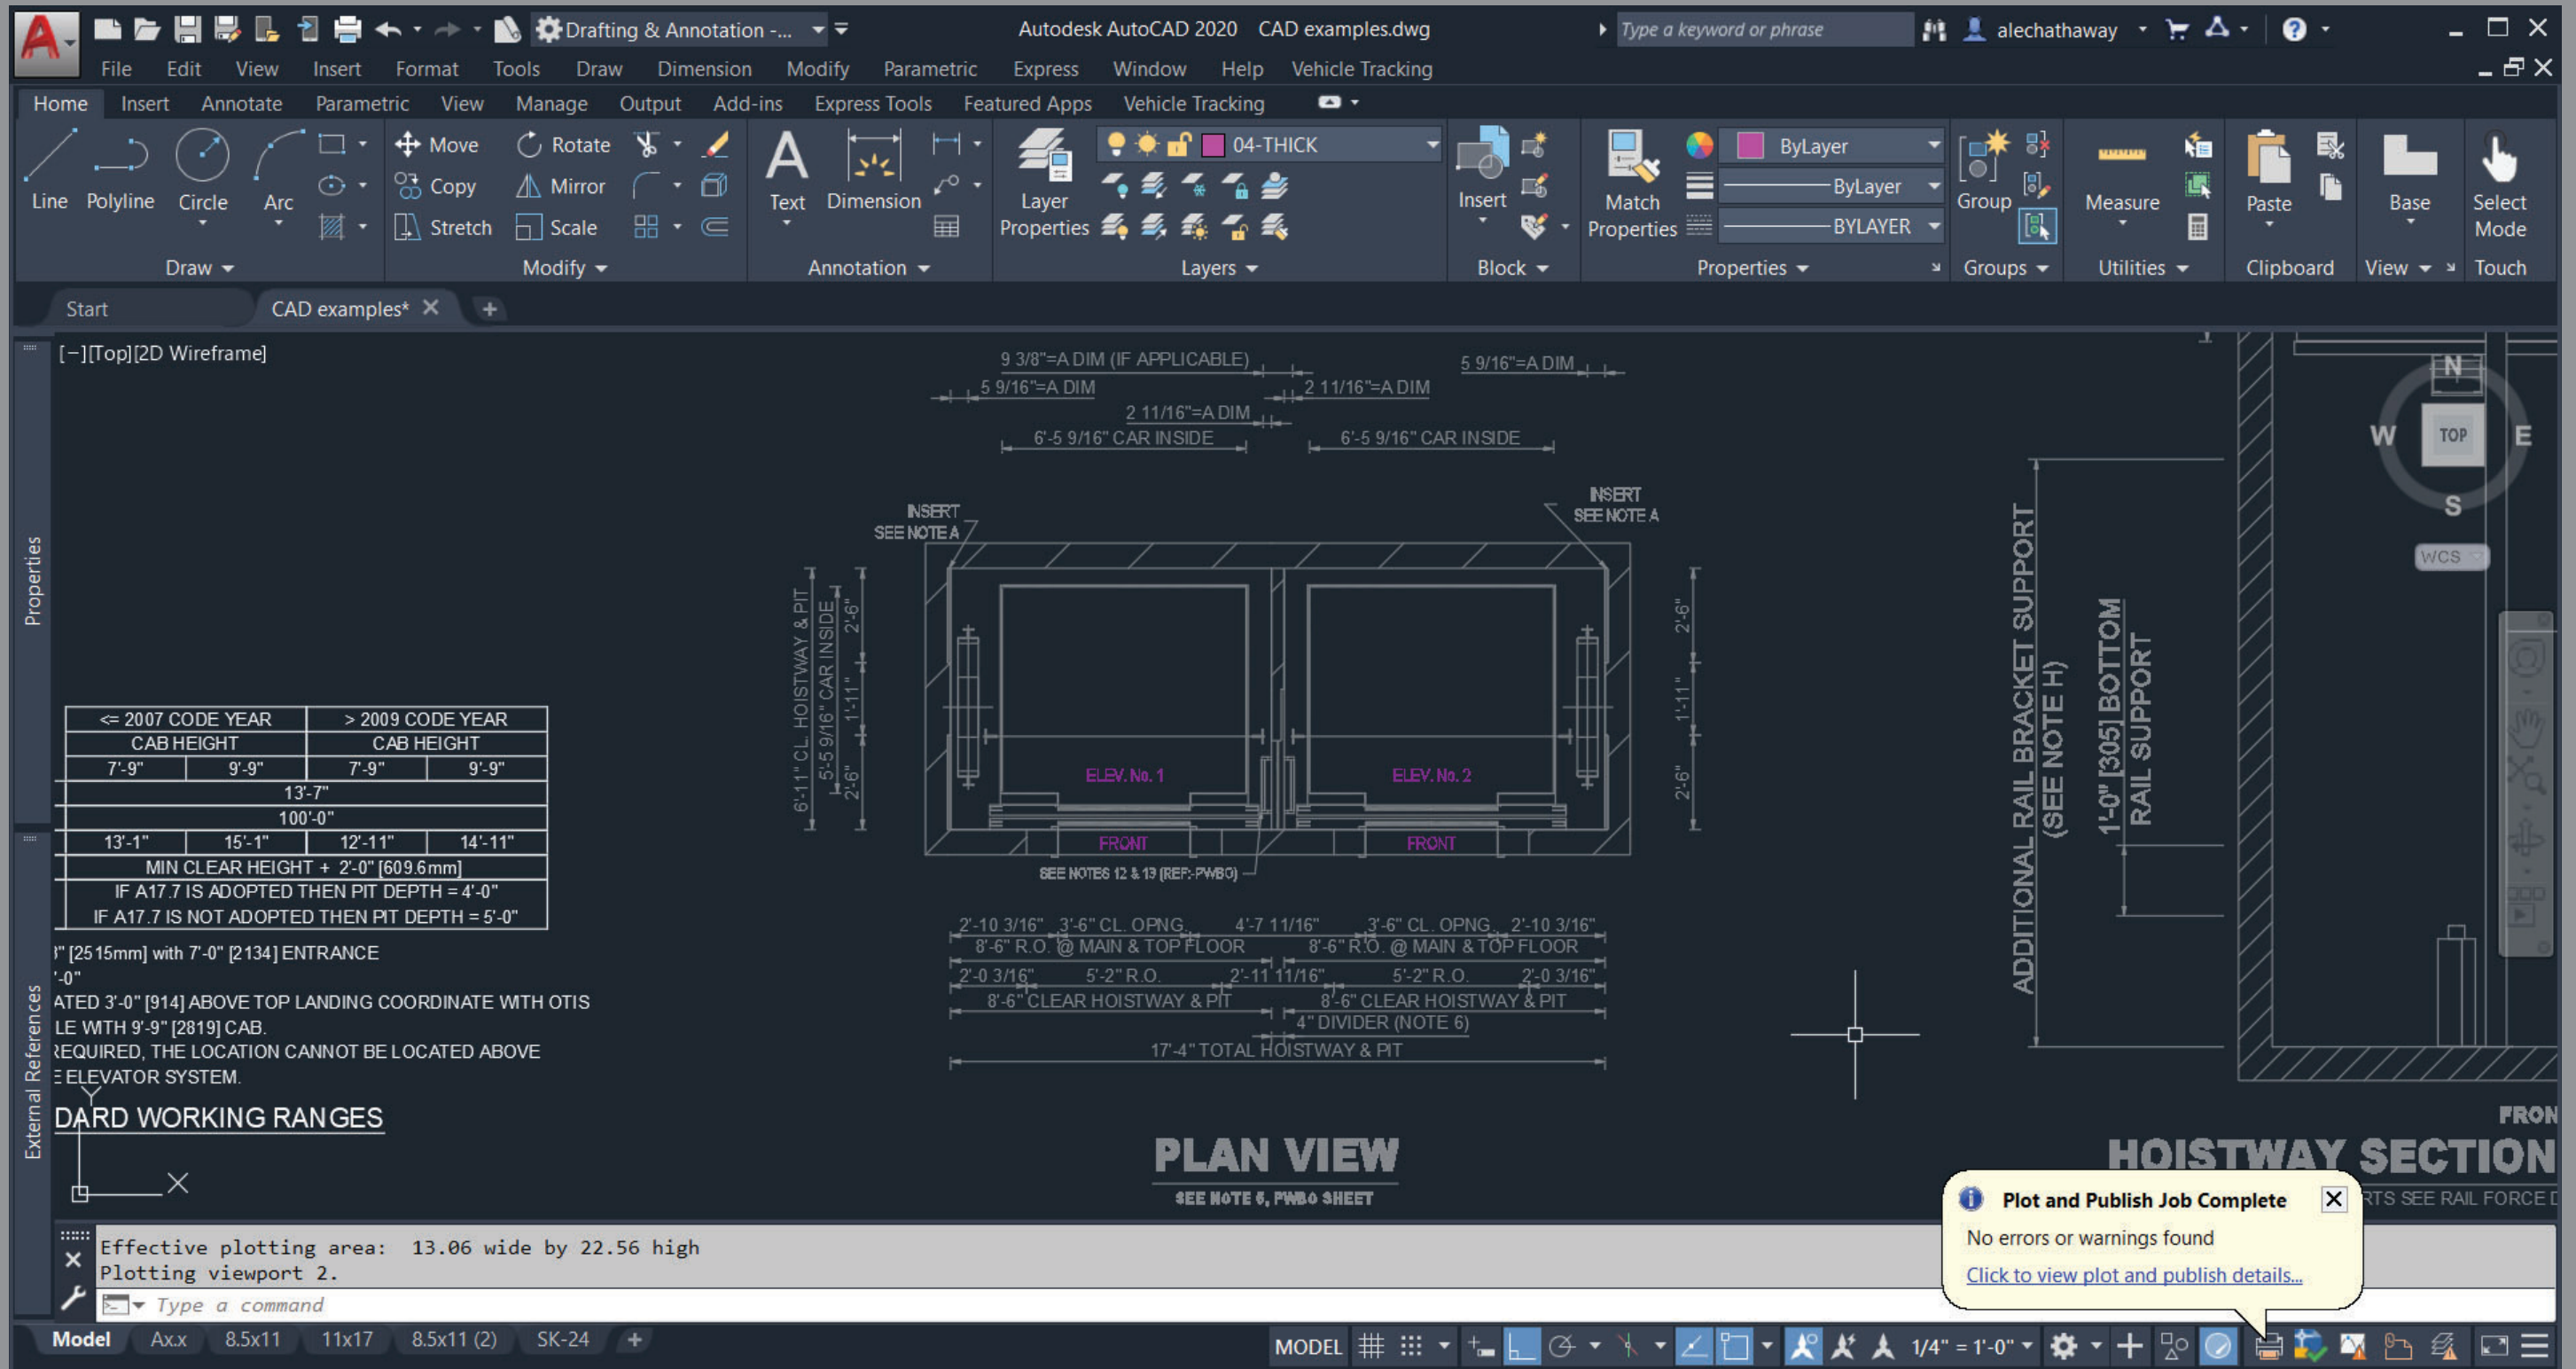 Drafting & Annotation -...
Autodesk AutoCAD 2020 CAD examples.dwg
Type a keyword or phrase
alechathaway
File Edit View Insert Format Tools Draw Dimension Modify Parametric Express Window Help Vehicle Tracking
Home Insert Annotate Parametric View Manage Output Add-ins Express Tools Featured Apps Vehicle Tracking
Line Polyline Circle Arc
Draw
Move Rotate
Copy Mirror
Stretch Scale
Modify
Text Dimension
Annotation
Layer
Properties
04-THICK
Layers
Insert
Block
Match
Properties
ByLayer
ByLayer
BYLAYER
Properties
Group
Groups
Measure
Utilities
Paste
Clipboard
Base
View
Select
Mode
Touch
Start CAD examples*
[−][Top][2D Wireframe]
Properties
External References
9 3/8"=A DIM (IF APPLICABLE)
5 9/16"=A DIM
5 9/16"=A DIM
2 11/16"=A DIM
2 11/16"=A DIM
6'-5 9/16" CAR INSIDE
6'-5 9/16" CAR INSIDE
INSERT
SEE NOTE A
INSERT
SEE NOTE A
6'-11" CL. HOISTWAY & PIT
5'-5 9/16" CAR INSIDE
2'-6"
1'-11"
2'-6"
2'-6"
1'-11"
2'-6"
ELEV. No. 1
ELEV. No. 2
FRONT
FRONT
SEE NOTES 12 & 13 (REF:-PWBO)
2'-10 3/16" 3'-6" CL. OPNG. 4'-7 11/16" 3'-6" CL. OPNG. 2'-10 3/16"
8'-6" R.O. @ MAIN & TOP FLOOR 8'-6" R.O. @ MAIN & TOP FLOOR
2'-0 3/16" 5'-2" R.O. 2'-11 11/16" 5'-2" R.O. 2'-0 3/16"
8'-6" CLEAR HOISTWAY & PIT 8'-6" CLEAR HOISTWAY & PIT
4" DIVIDER (NOTE 6)
17'-4" TOTAL HOISTWAY & PIT
PLAN VIEW
SEE NOTE 6, PWBO SHEET
<= 2007 CODE YEAR > 2009 CODE YEAR
CAB HEIGHT CAB HEIGHT
7'-9" 9'-9" 7'-9" 9'-9"
13'-7"
100'-0"
13'-1" 15'-1" 12'-11" 14'-11"
MIN CLEAR HEIGHT + 2'-0" [609.6mm]
IF A17.7 IS ADOPTED THEN PIT DEPTH = 4'-0"
IF A17.7 IS NOT ADOPTED THEN PIT DEPTH = 5'-0"
" [2515mm] with 7'-0" [2134] ENTRANCE
'-0"
ATED 3'-0" [914] ABOVE TOP LANDING COORDINATE WITH OTIS
LE WITH 9'-9" [2819] CAB.
REQUIRED, THE LOCATION CANNOT BE LOCATED ABOVE
E ELEVATOR SYSTEM.
DARD WORKING RANGES
Y
X
ADDITIONAL RAIL BRACKET SUPPORT
(SEE NOTE H)
1'-0" [305] BOTTOM
RAIL SUPPORT
N
W TOP E
S
WCS
FRON
HOISTWAY SECTION
RTS SEE RAIL FORCE D
Plot and Publish Job Complete
No errors or warnings found
Click to view plot and publish details...
Effective plotting area: 13.06 wide by 22.56 high
Plotting viewport 2.
Type a command
Model Ax.x 8.5x11 11x17 8.5x11 (2) SK-24 +
MODEL 1/4" = 1'-0"